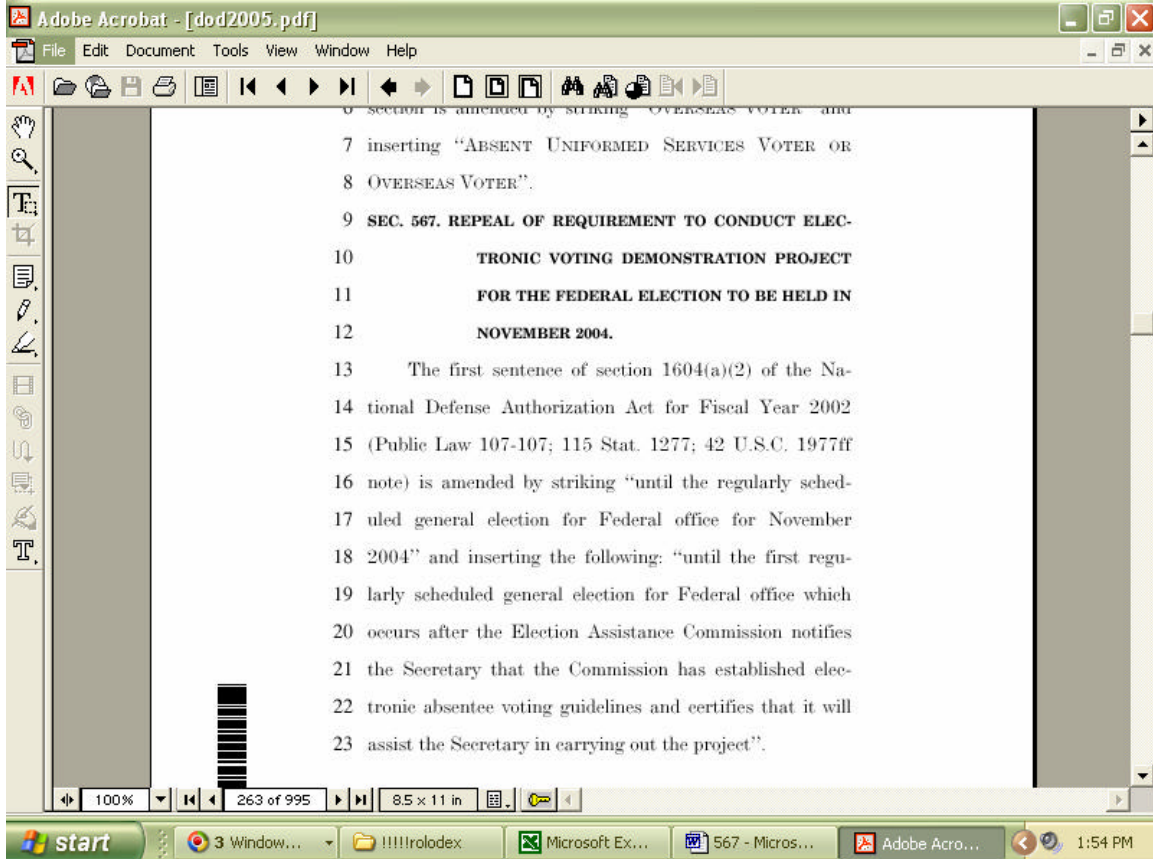 Adobe Acrobat - [dod2005.pdf]
File Edit Document Tools View Window Help
6 section is amended by striking "OVERSEAS VOTER" and
7 inserting “ABSENT UNIFORMED SERVICES VOTER OR
8 OVERSEAS VOTER”.
9 SEC. 567. REPEAL OF REQUIREMENT TO CONDUCT ELEC-
10 TRONIC VOTING DEMONSTRATION PROJECT
11 FOR THE FEDERAL ELECTION TO BE HELD IN
12 NOVEMBER 2004.
13 The first sentence of section 1604(a)(2) of the Na-
14 tional Defense Authorization Act for Fiscal Year 2002
15 (Public Law 107-107; 115 Stat. 1277; 42 U.S.C. 1977ff
16 note) is amended by striking “until the regularly sched-
17 uled general election for Federal office for November
18 2004” and inserting the following: “until the first regu-
19 larly scheduled general election for Federal office which
20 occurs after the Election Assistance Commission notifies
21 the Secretary that the Commission has established elec-
22 tronic absentee voting guidelines and certifies that it will
23 assist the Secretary in carrying out the project”.
100% 263 of 995 8.5 x 11 in
start 3 Window... !!!!!rolodex Microsoft Ex... 567 - Micros... Adobe Acro... 1:54 PM